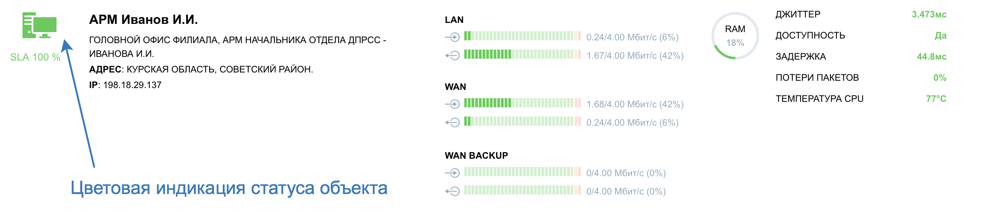 SLA 100 %
АРМ Иванов И.И.
ГОЛОВНОЙ ОФИС ФИЛИАЛА, АРМ НАЧАЛЬНИКА ОТДЕЛА ДПРСС -
ИВАНОВА И.И.
АДРЕС: КУРСКАЯ ОБЛАСТЬ, СОВЕТСКИЙ РАЙОН.
IP: 198.18.29.137
Цветовая индикация статуса объекта
LAN
0.24/4.00 Мбит/с (6%)
1.67/4.00 Мбит/с (42%)
WAN
1.68/4.00 Мбит/с (42%)
0.24/4.00 Мбит/с (6%)
WAN BACKUP
0/4.00 Мбит/с (0%)
0/4.00 Мбит/с (0%)
RAM
18%
ДЖИТТЕР 3.473мс
ДОСТУПНОСТЬ Да
ЗАДЕРЖКА 44.8мс
ПОТЕРИ ПАКЕТОВ 0%
ТЕМПЕРАТУРА CPU 77°C